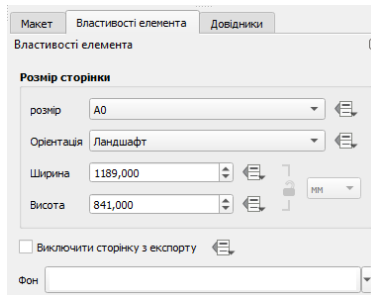 Макет Властивості елемента Довідники
Властивості елемента
Розмір сторінки
розмір A0
Орієнтація Ландшафт
Ширина 1189,000
мм
Висота 841,000
Виключити сторінку з експорту
Фон